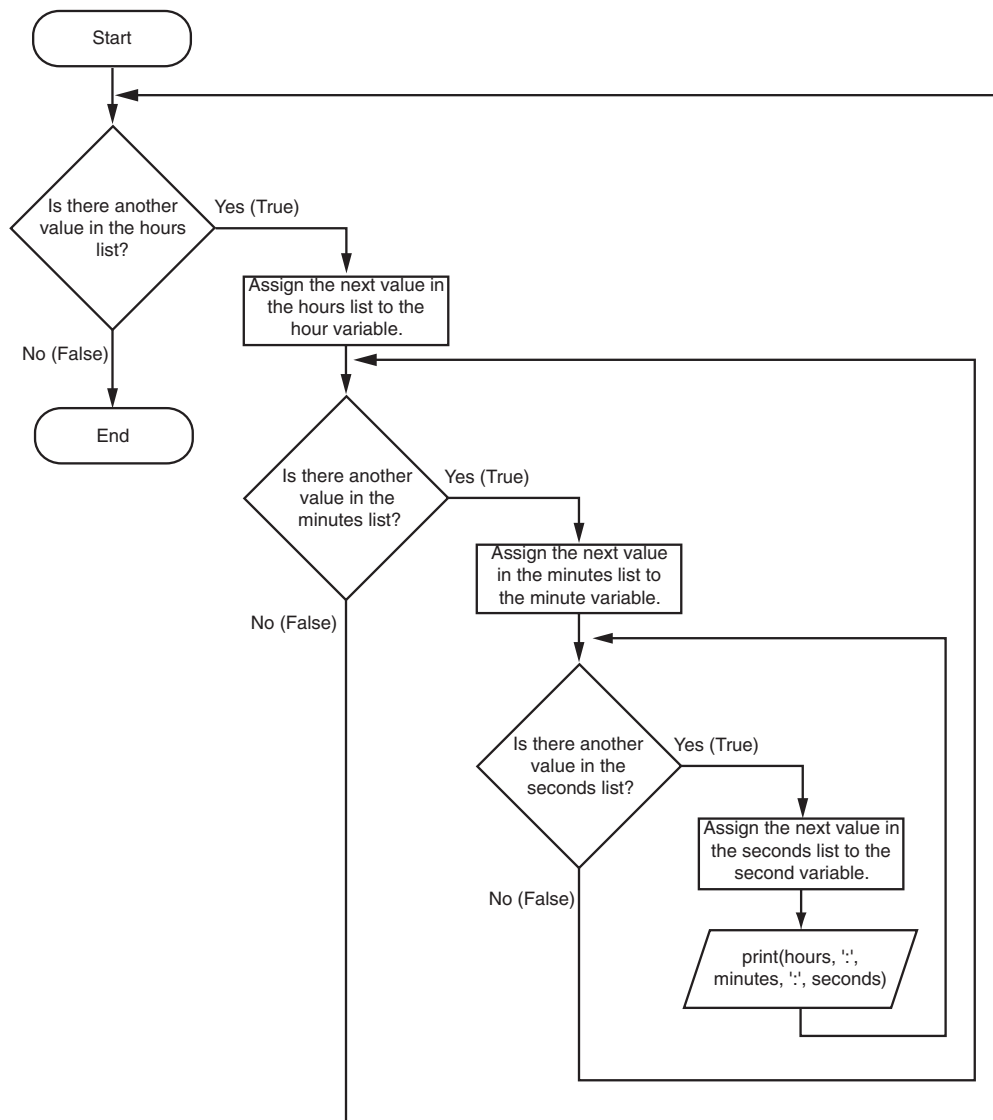 Start
Is there another
value in the hours
list?
Yes (True)
Assign the next value in
the hours list to the
hour variable.
No (False)
End
Is there another
value in the
minutes list?
Yes (True)
Assign the next value
in the minutes list to
the minute variable.
No (False)
Is there another
value in the
seconds list?
Yes (True)
Assign the next value in
the seconds list to the
second variable.
No (False)
print(hours, ':',
minutes, ':', seconds)